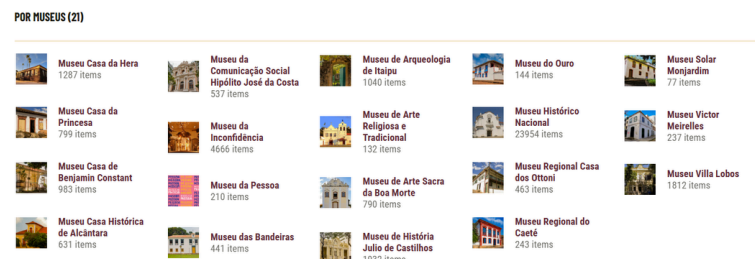 POR MUSEUS (21)
Museu Casa da Hera
1287 items
Museu Casa da
Princesa
799 items
Museu Casa de
Benjamin Constant
983 items
Museu Casa Histórica
de Alcântara
631 items
Museu da
Comunicação Social
Hipólito José da Costa
537 items
Museu da
Inconfidência
4666 items
Museu da Pessoa
210 items
Museu das Bandeiras
441 items
Museu de Arqueologia
de Itaipu
1040 items
Museu de Arte
Religiosa e
Tradicional
132 items
Museu de Arte Sacra
da Boa Morte
790 items
Museu de História
Julio de Castilhos
items
Museu do Ouro
144 items
Museu Histórico
Nacional
23954 items
Museu Regional Casa
dos Ottoni
463 items
Museu Regional do
Caeté
243 items
Museu Solar
Monjardim
77 items
Museu Victor
Meirelles
237 items
Museu Villa Lobos
1812 items